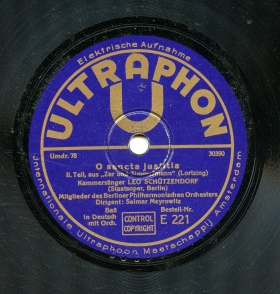 Elektrische Aufnahme
ULTRAPHON
U
Umdr. 78
30390
O sancta justitia
II. Teil, aus „Zar und Zimmermann" (Lortzing)
Kammersänger LEO SCHÜTZENDORF
(Staatsoper, Berlin)
Mitglieder des Berliner Philharmonischen Orchesters
Dirigent: Selmar Meyrowitz
Baß
in Deutsch
mit Orch.
CONTROL
COPYRIGHT
Bestell-Nr.
E 221
Internationale Ultraphoon Maatschappij Amsterdam